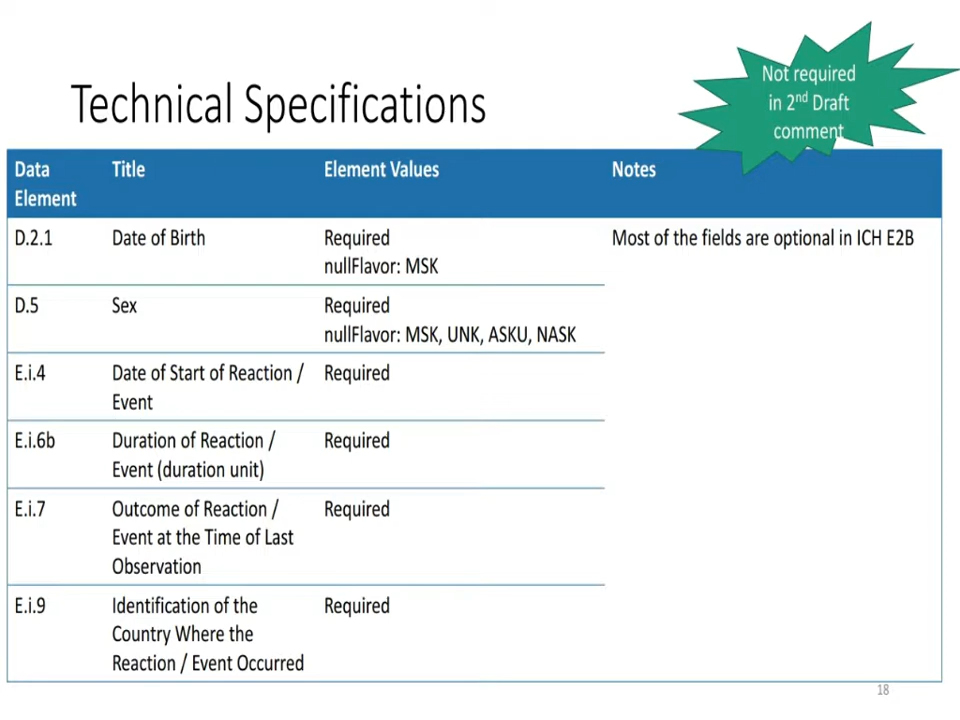 Technical Specifications
Not required
in 2nd Draft
comment
Data Element
Title
Element Values
Notes
D.2.1
Date of Birth
Required
nullFlavor: MSK
Most of the fields are optional in ICH E2B
D.5
Sex
Required
nullFlavor: MSK, UNK, ASKU, NASK
E.i.4
Date of Start of Reaction /
Event
Required
E.i.6b
Duration of Reaction /
Event (duration unit)
Required
E.i.7
Outcome of Reaction /
Event at the Time of Last
Observation
Required
E.i.9
Identification of the
Country Where the
Reaction / Event Occurred
Required
18